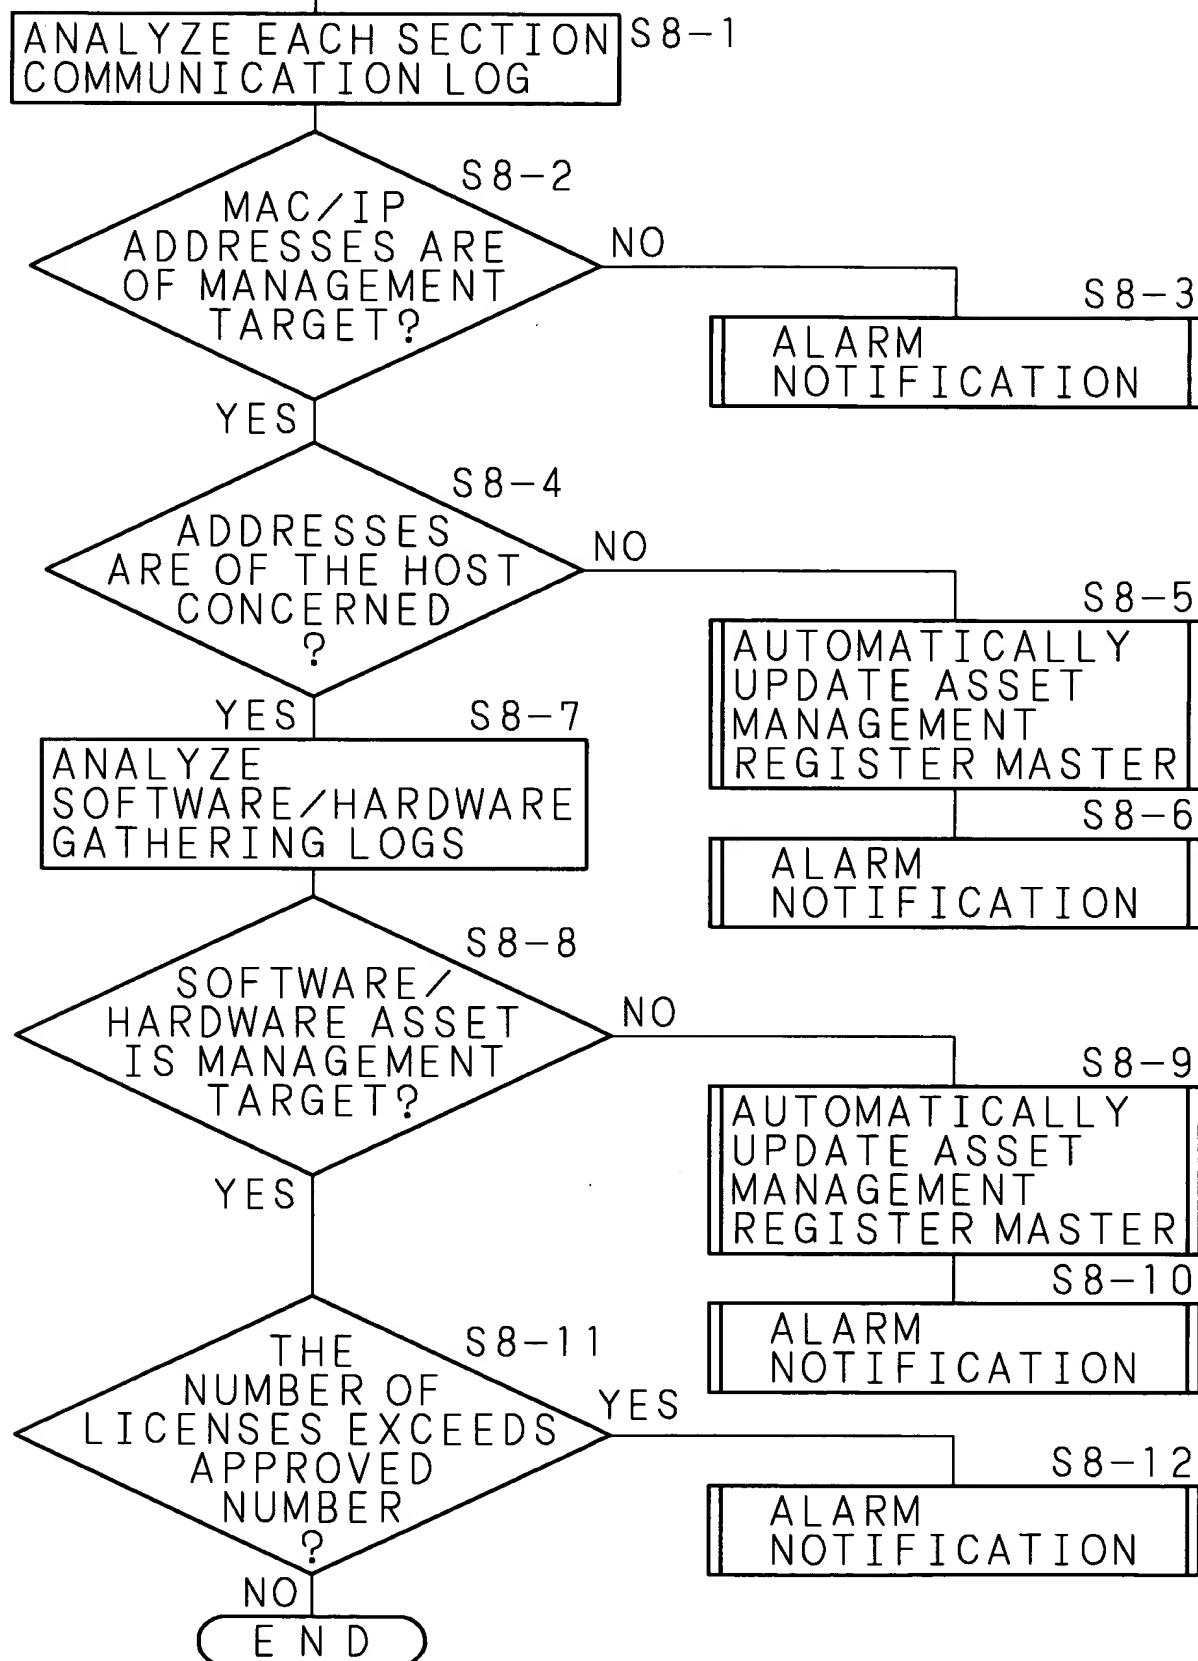 ANALYZE EACH SECTION
COMMUNICATION LOG
S8-1
S8-2
MAC/IP
ADDRESSES ARE
OF MANAGEMENT
TARGET?
NO
S8-3
ALARM
NOTIFICATION
YES
S8-4
ADDRESSES
ARE OF THE HOST
CONCERNED
?
NO
S8-5
AUTOMATICALLY
UPDATE ASSET
MANAGEMENT
REGISTER MASTER
S8-6
ALARM
NOTIFICATION
YES
S8-7
ANALYZE
SOFTWARE/HARDWARE
GATHERING LOGS
S8-8
SOFTWARE/
HARDWARE ASSET
IS MANAGEMENT
TARGET?
NO
S8-9
AUTOMATICALLY
UPDATE ASSET
MANAGEMENT
REGISTER MASTER
S8-10
ALARM
NOTIFICATION
YES
S8-11
THE
NUMBER OF
LICENSES EXCEEDS
APPROVED
NUMBER
?
YES
S8-12
ALARM
NOTIFICATION
NO
END